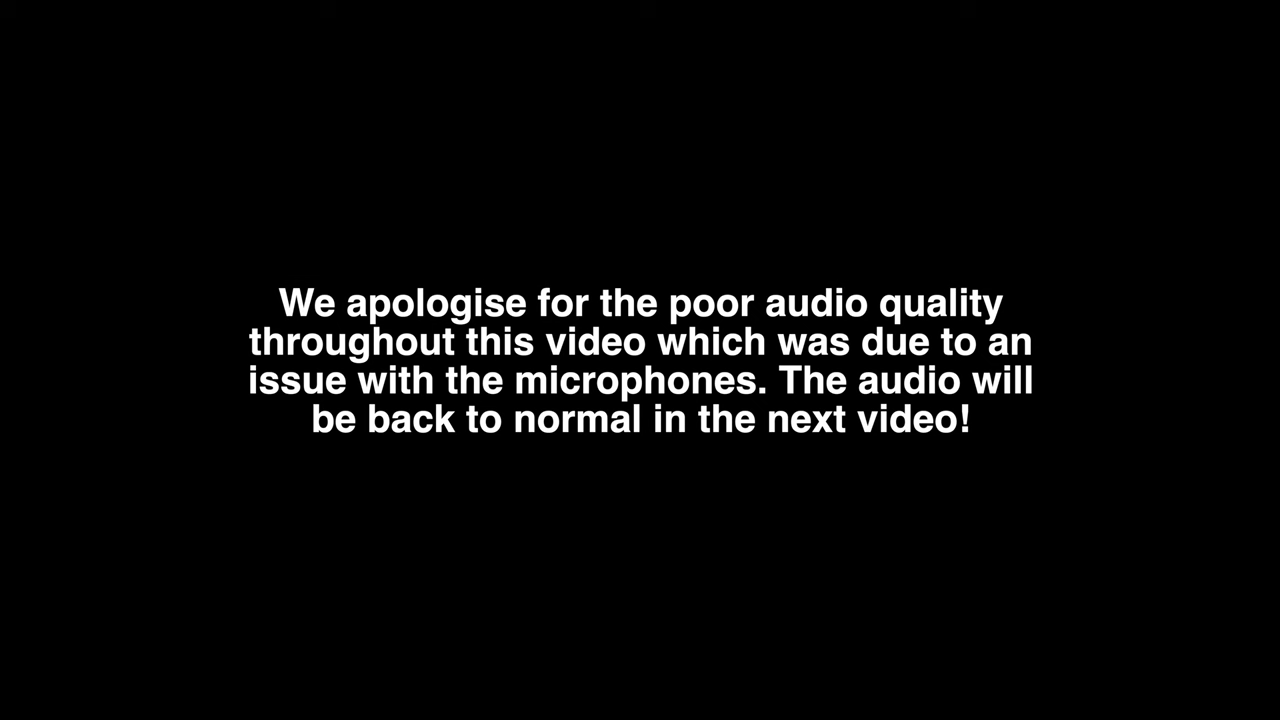 We apologise for the poor audio quality
throughout this video which was due to an
issue with the microphones. The audio will
be back to normal in the next video!